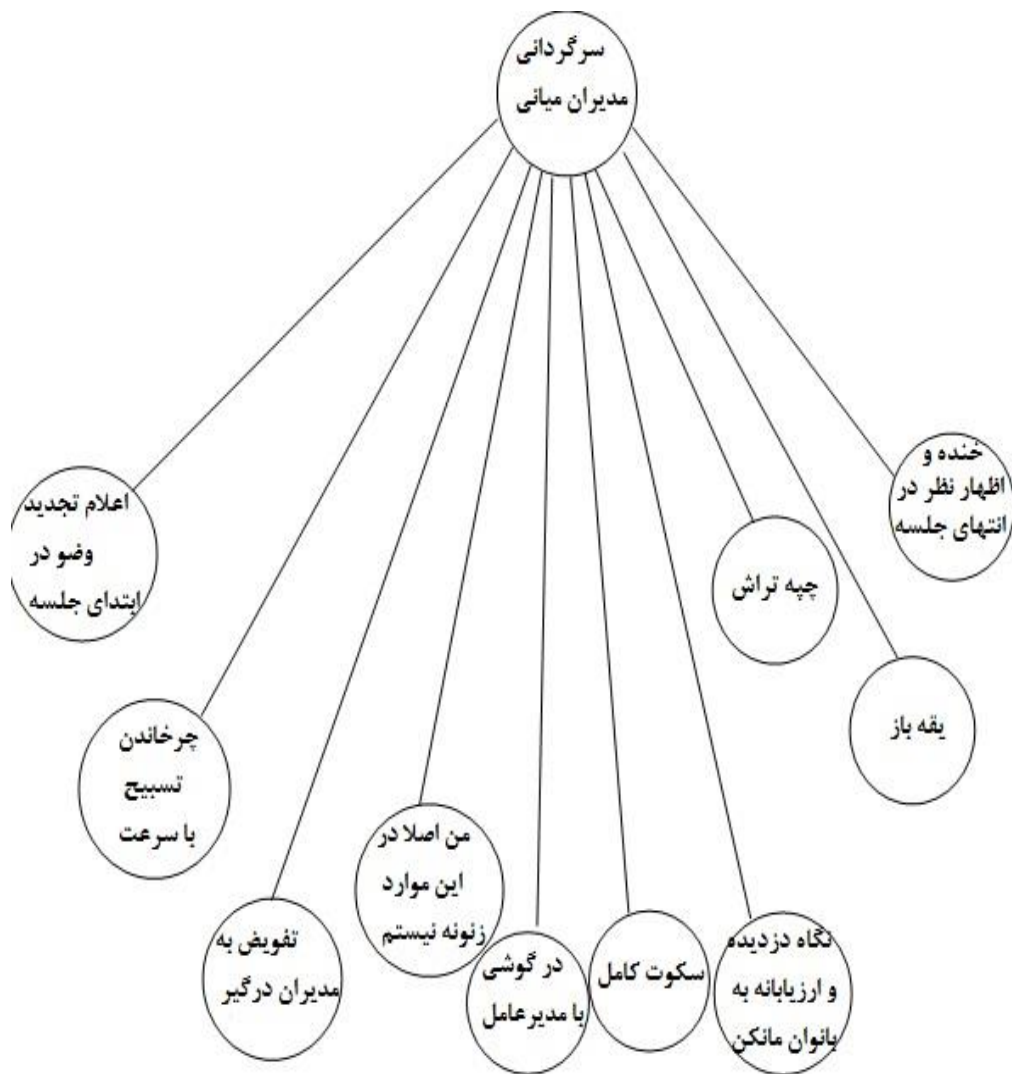 سرگردانی
مدیران میانی
خنده و
اظهار نظر در
انتهای جلسه
یقه باز
چپه تراش
نگاه دزدیده
و ارزیابانه به
بانوان مانکن
سکوت کامل
در گوشی
با مدیرعامل
من اصلا در
این موارد
زنونه نیستم
تفویض به
مدیران درگیر
چرخاندن
تسبیح
با سرعت
اعلام تجدید
وضو در
ابتدای جلسه